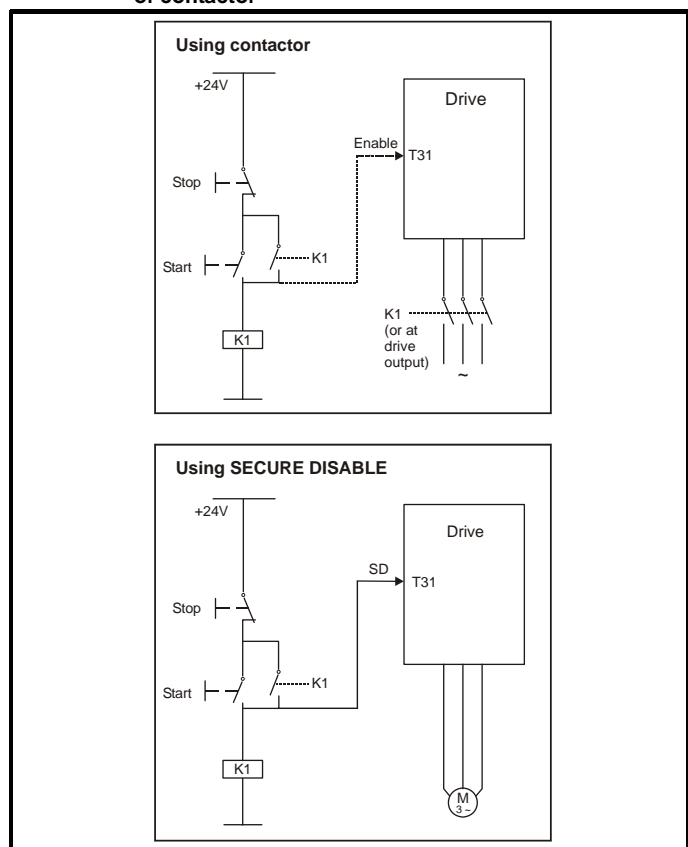 or contactor
Using contactor
+24V
Drive
Enable
T31
Stop
K1
Start
K1
(or at
drive
output)
K1
~
Using SECURE DISABLE
+24V
Drive
SD
T31
Stop
K1
Start
K1
M
3 ~